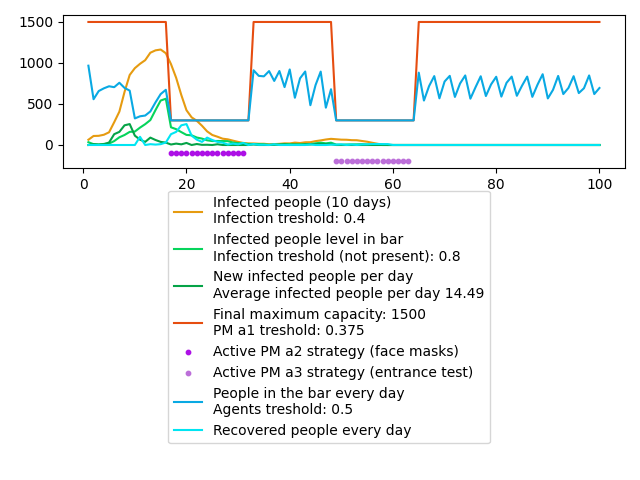 1500
1000
500
0
0
20
40
60
80
100
Infected people (10 days)
Infection treshold: 0.4
Infected people level in bar
Infection treshold (not present): 0.8
New infected people per day
Average infected people per day 14.49
Final maximum capacity: 1500
PM a1 treshold: 0.375
Active PM a2 strategy (face masks)
Active PM a3 strategy (entrance test)
People in the bar every day
Agents treshold: 0.5
Recovered people every day